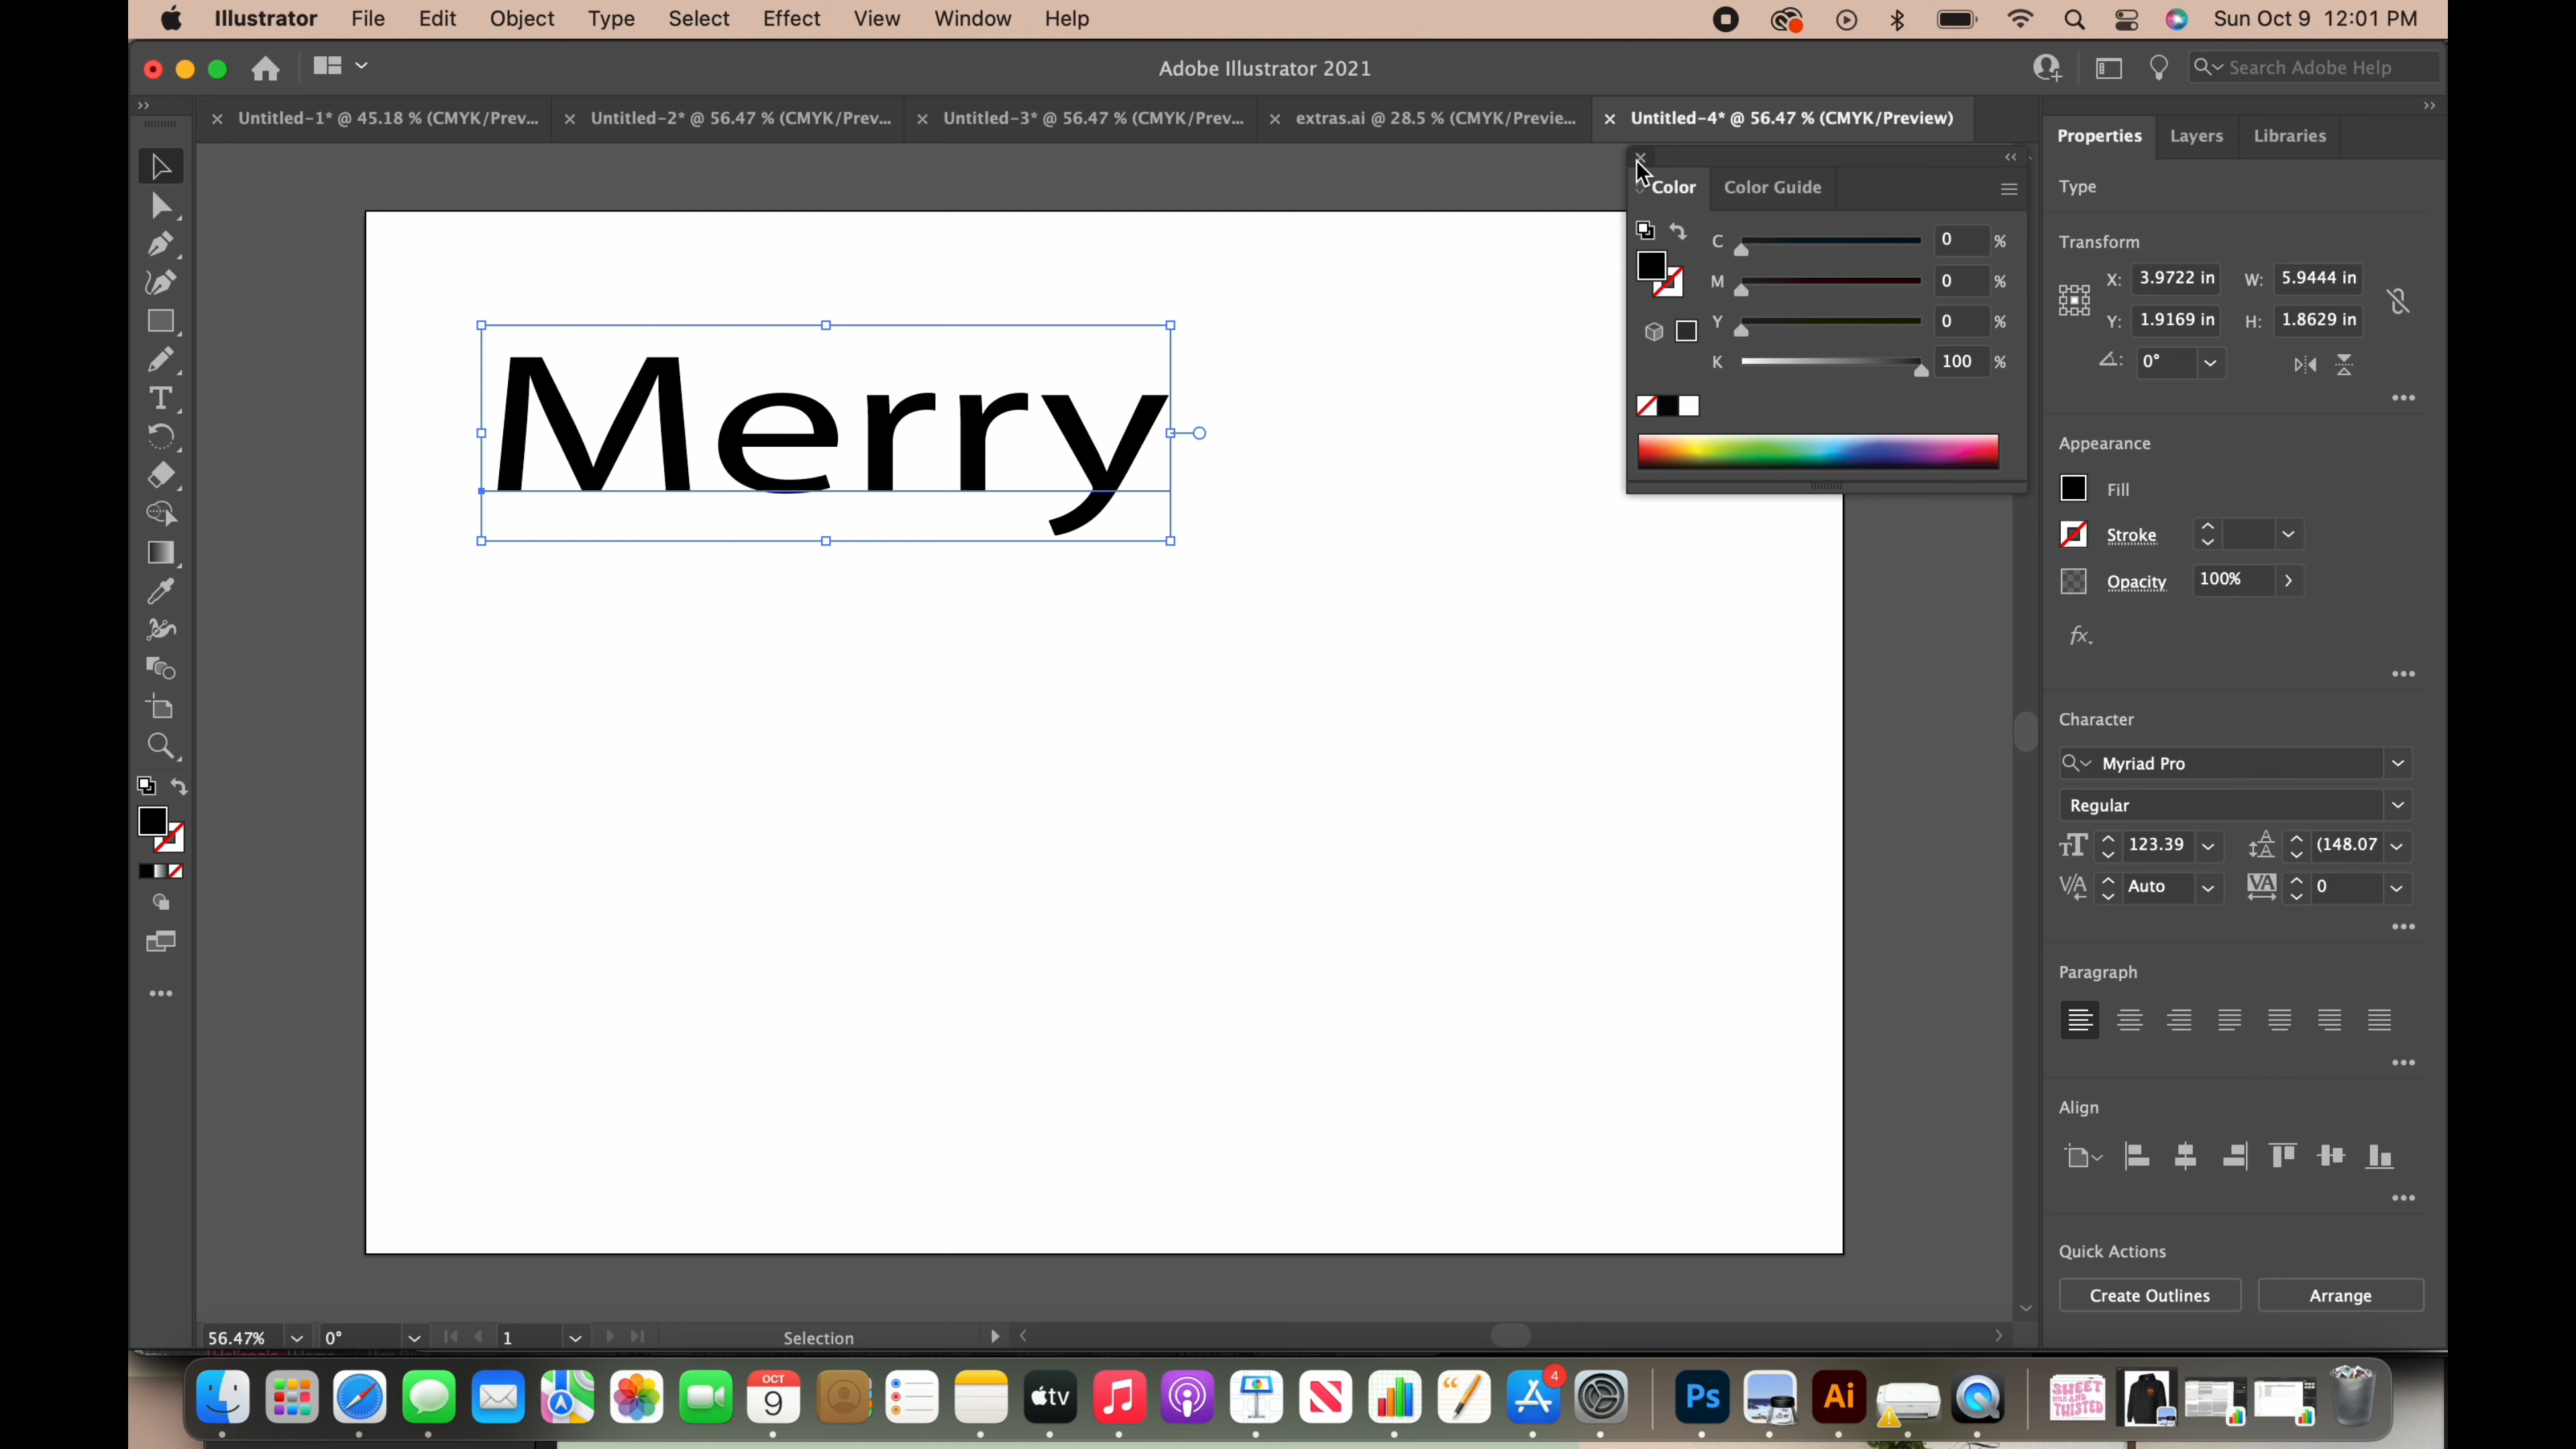 Illustrator File Edit Object Type Select Effect View Window Help Sun Oct 9 12:01 PM
Adobe Illustrator 2021 Search Adobe Help
Untitled-1* @ 45.18 % (CMYK/Prev... Untitled-2* @ 56.47 % (CMYK/Prev... Untitled-3* @ 56.47 % (CMYK/Prev... extras.ai @ 28.5 % (CMYK/Previe... Untitled-4* @ 56.47 % (CMYK/Preview)
Properties Layers Libraries
Color Color Guide
C 0 %
M 0 %
Y 0 %
K 100 %
Merry
Type
Transform
X: 3.9722 in W: 5.9444 in
Y: 1.9169 in H: 1.8629 in
0°
Appearance
Fill
Stroke
Opacity 100%
fx.
Character
Myriad Pro
Regular
123.39 (148.07
Auto 0
Paragraph
Align
Quick Actions
Create Outlines Arrange
56.47% 0° 1 Selection
OCT
9
tv
4
Ps
Ai
SWEET
AND
TWISTED